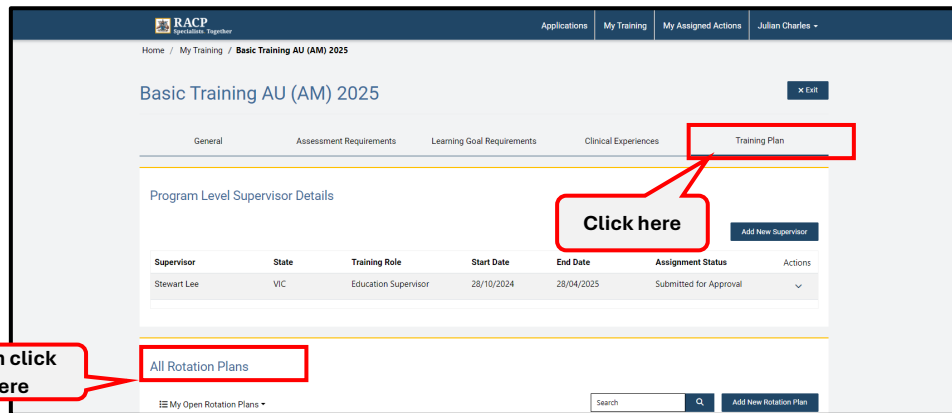 RACP
Specialists. Together
Applications My Training My Assigned Actions Julian Charles
Home / My Training / Basic Training AU (AM) 2025
Basic Training AU (AM) 2025
× Exit
General Assessment Requirements Learning Goal Requirements Clinical Experiences Training Plan
Program Level Supervisor Details
Click here
Add New Supervisor
Supervisor State Training Role Start Date End Date Assignment Status Actions
Stewart Lee VIC Education Supervisor 28/10/2024 28/04/2025 Submitted for Approval
click
All Rotation Plans
My Open Rotation Plans
Search
Add New Rotation Plan